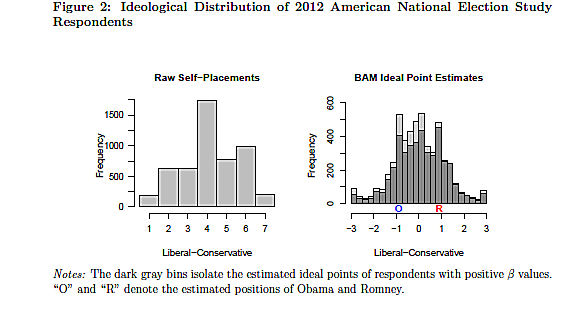 Figure 2: Ideological Distribution of 2012 American National Election Study
Respondents
Raw Self−Placements
Frequency
1500
1000
500
0
1 2 3 4 5 6 7
Liberal−Conservative
BAM Ideal Point Estimates
Frequency
600
400
200
0
O R
−3 −2 −1 0 1 2 3
Liberal−Conservative
Notes: The dark gray bins isolate the estimated ideal points of respondents with positive β values.
“O” and “R” denote the estimated positions of Obama and Romney.